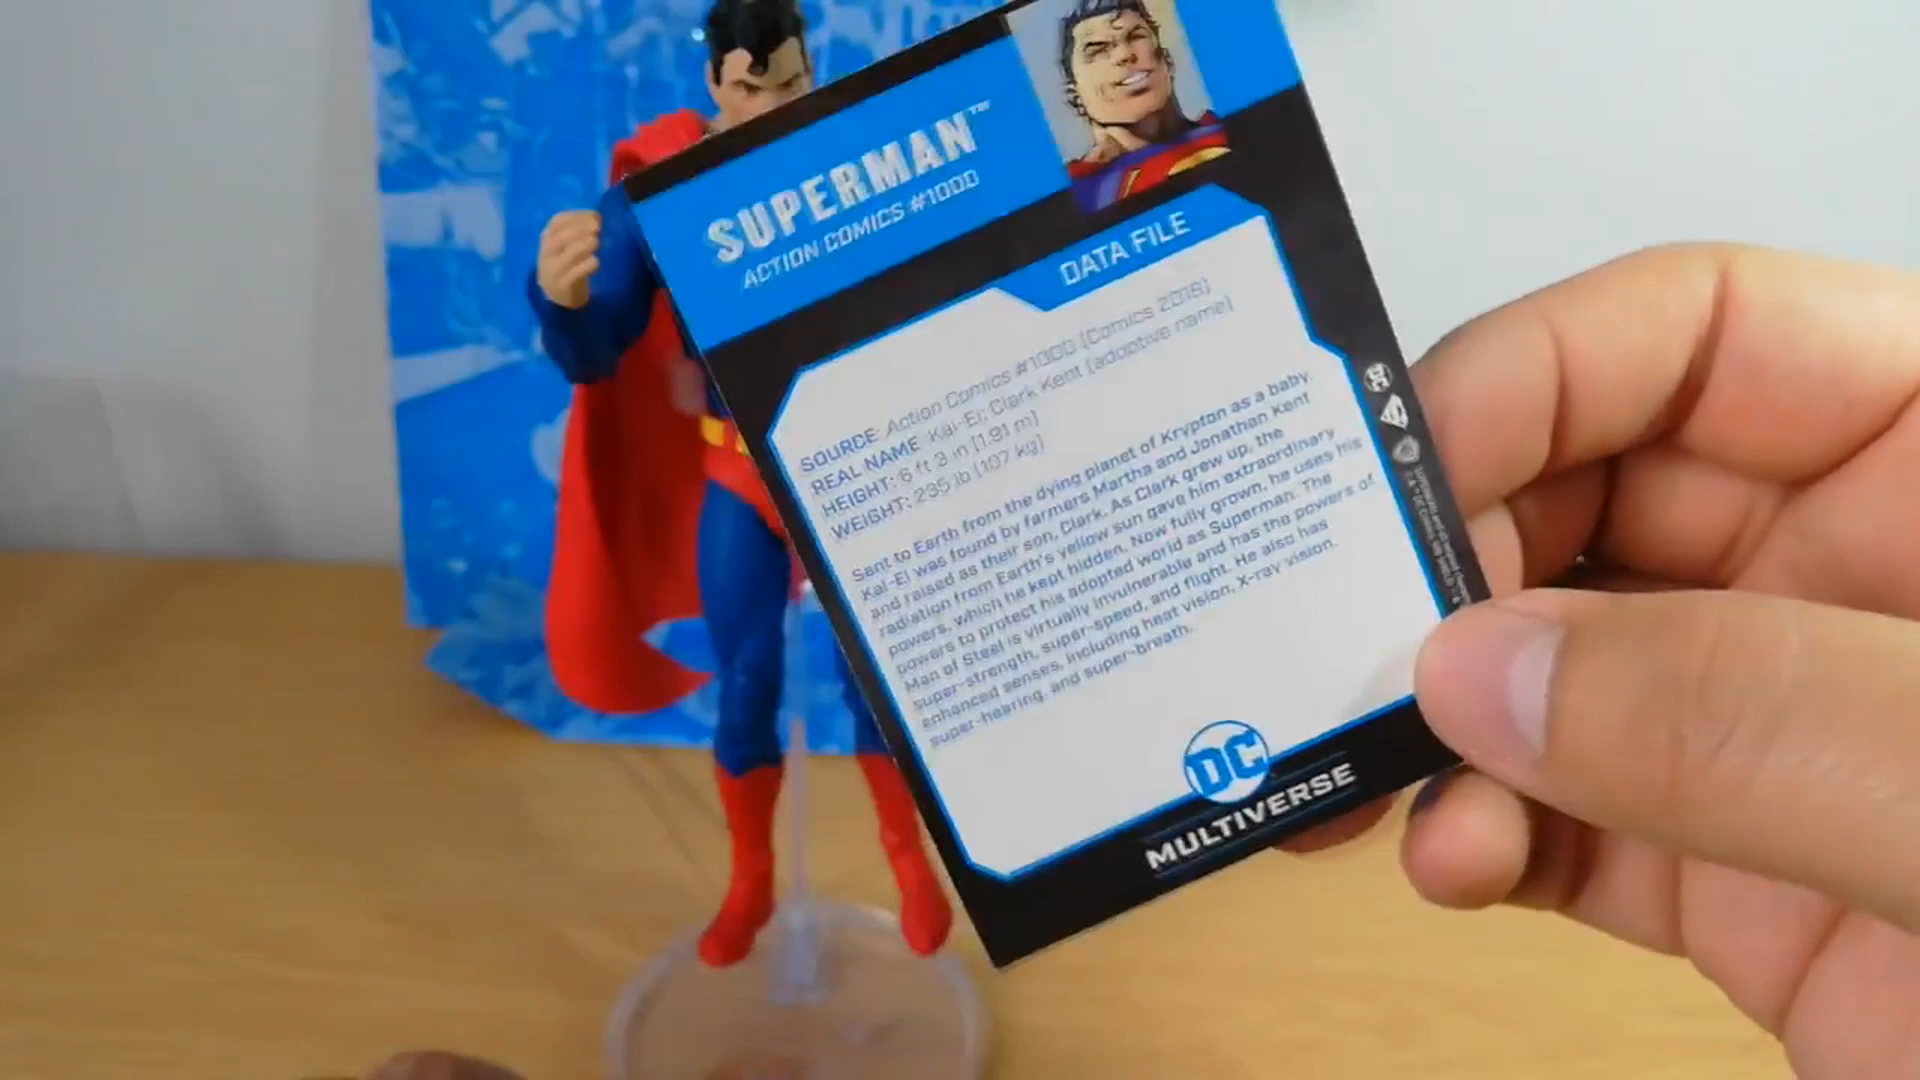 SUPERMAN™
ACTION COMICS #1000
DATA FILE
SOURCE: Action Comics #1000 (Comics 2018)
REAL NAME: Kal-El; Clark Kent (adoptive name)
HEIGHT: 6 ft 3 in (1.91 m)
WEIGHT: 235 lb (107 kg)
Sent to Earth from the dying planet of Krypton as a baby,
Kal-El was found by farmers Martha and Jonathan Kent
and raised as their son, Clark. As Clark grew up, the
radiation from Earth's yellow sun gave him extraordinary
powers, which he kept hidden. Now fully grown, he uses his
powers to protect his adopted world as Superman. The
Man of Steel is virtually invulnerable and has the powers of
super-strength, super-speed, and flight. He also has
enhanced senses, including heat vision, X-ray vision,
super-hearing, and super-breath.
DC
MULTIVERSE
DC